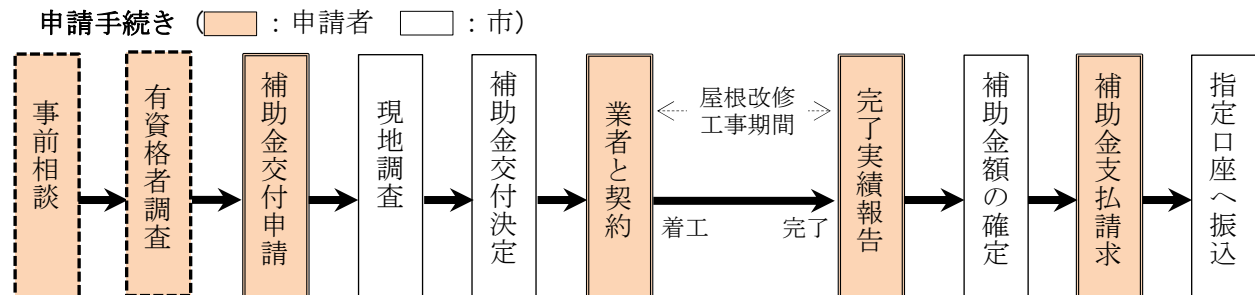 申請手続き（　：申請者　　：市）
事前相談
有資格者調査
補助金交付申請
現地調査
補助金交付決定
業者と契約
屋根改修
工事期間
着工
完了
完了実績報告
補助金額の確定
補助金支払請求
指定口座へ振込